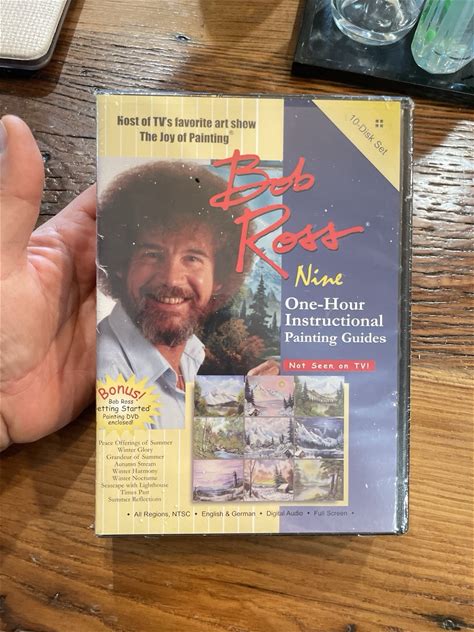 Host of TV's favorite art show
The Joy of Painting®
10-Disk Set
Bob
Ross®
Nine
One-Hour
Instructional
Painting Guides
Not Seen on TV!
Bonus!
Bob Ross
Getting Started
Painting DVD
enclosed!
Peace Offerings of Summer
Winter Glory
Grandeur of Summer
Autumn Stream
Winter Harmony
Winter Nocturne
Seascape with Lighthouse
Times Past
Summer Reflections
• All Regions, NTSC • English & German • Digital Audio • Full Screen •